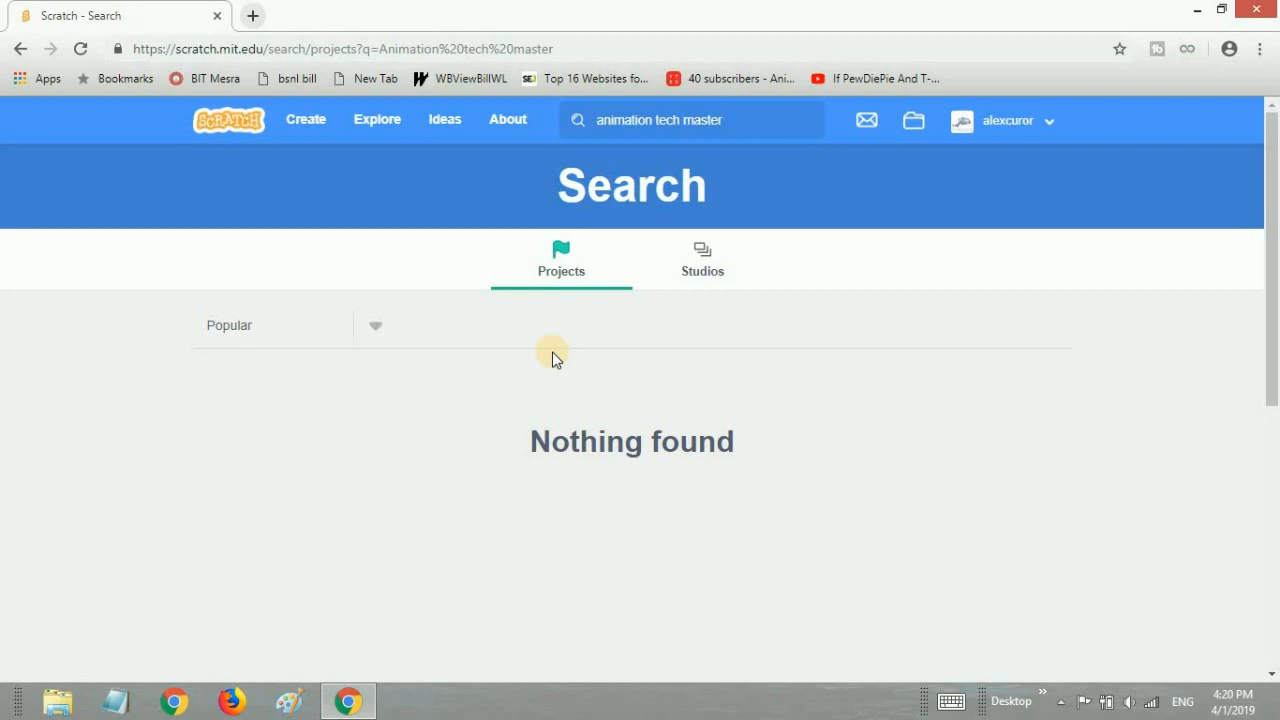 Scratch - Search
https://scratch.mit.edu/search/projects?q=Animation%20tech%20master
Apps Bookmarks BIT Mesra bsnl bill New Tab WBViewBillWL SEJ Top 16 Websites fo... 40 subscribers - Ani... If PewDiePie And T-...
SCRATCH Create Explore Ideas About animation tech master alexcuror
Search
Projects Studios
Popular
Nothing found
Desktop ENG 4:20 PM
4/1/2019